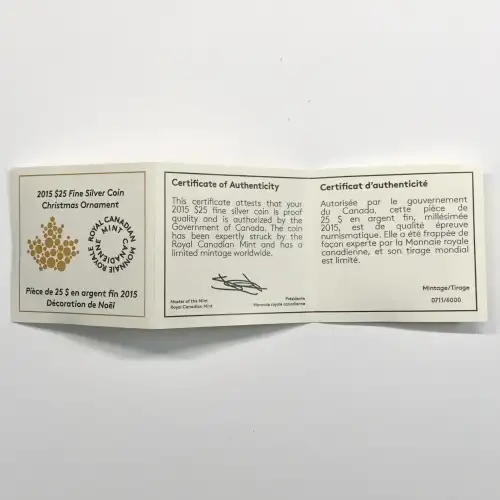 2015 $25 Fine Silver Coin
Christmas Ornament
ROYAL CANADIAN MINT
MONNAIE ROYALE CANADIENNE
Pièce de 25 $ en argent fin 2015
Décoration de Noël
Certificate of Authenticity
This certificate attests that your
2015 $25 fine silver coin is proof
quality and is authorized by the
Government of Canada. The coin
has been expertly struck by the
Royal Canadian Mint and has a
limited mintage worldwide.
Master of the Mint
Royal Canadian Mint
Présidente
Monnaie royale canadienne
Certificat d'authenticité
Autorisée par le gouvernement
du Canada, cette pièce de
25 $ en argent fin, millésimée
2015, est de qualité épreuve
numismatique. Elle a été frappée de
façon experte par la Monnaie royale
canadienne, et son tirage mondial
est limité.
Mintage/Tirage
0711/6000